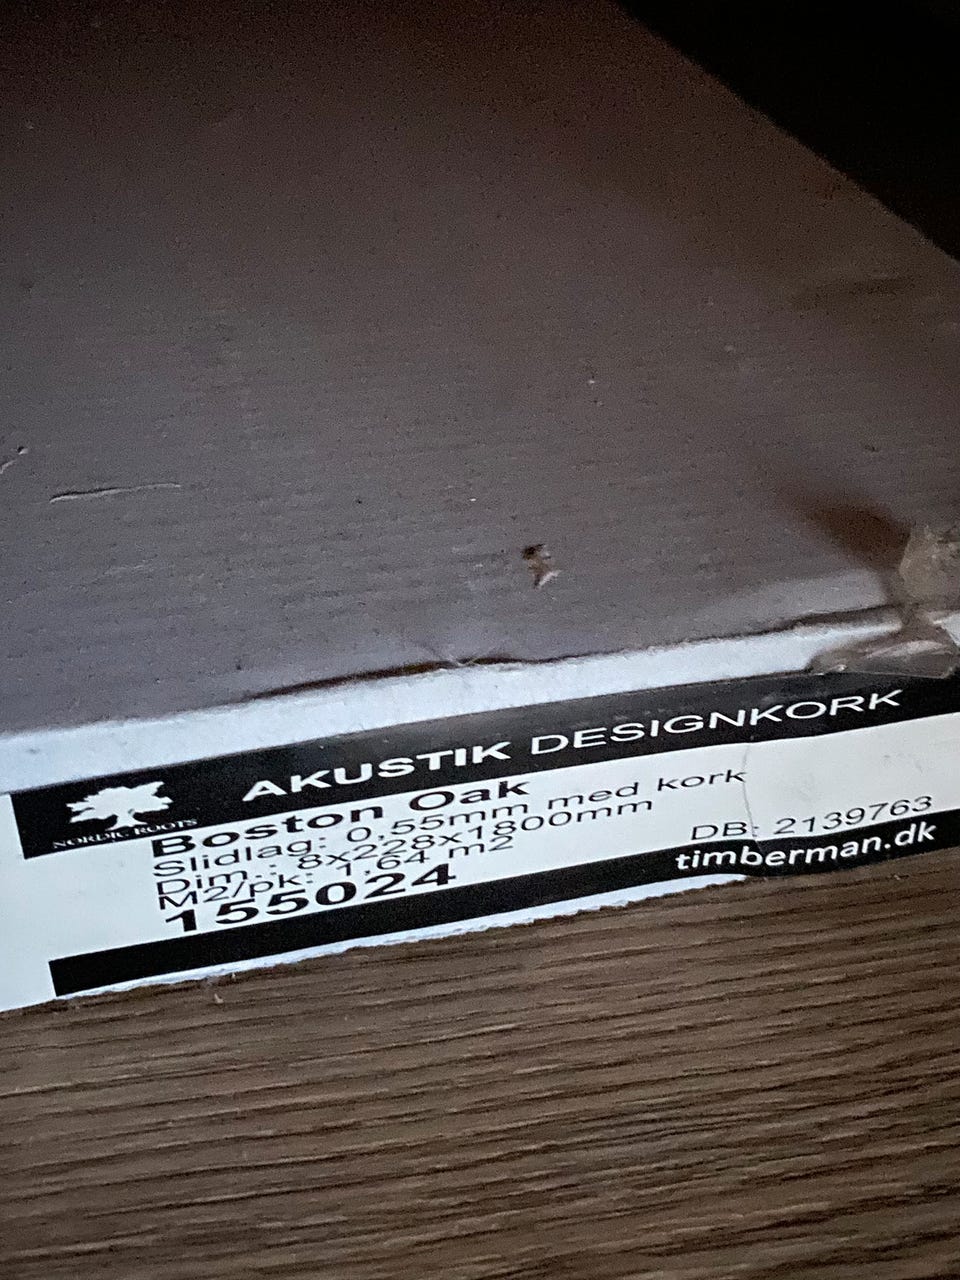 AKUSTIK DESIGNKORK
NORDIC ROOTS
Boston Oak
Slidlag: 0,55mm med kork
Dim.: 8x228x1800mm
M2/pk: 1,64 m2
155024
DB: 2139763
timberman.dk